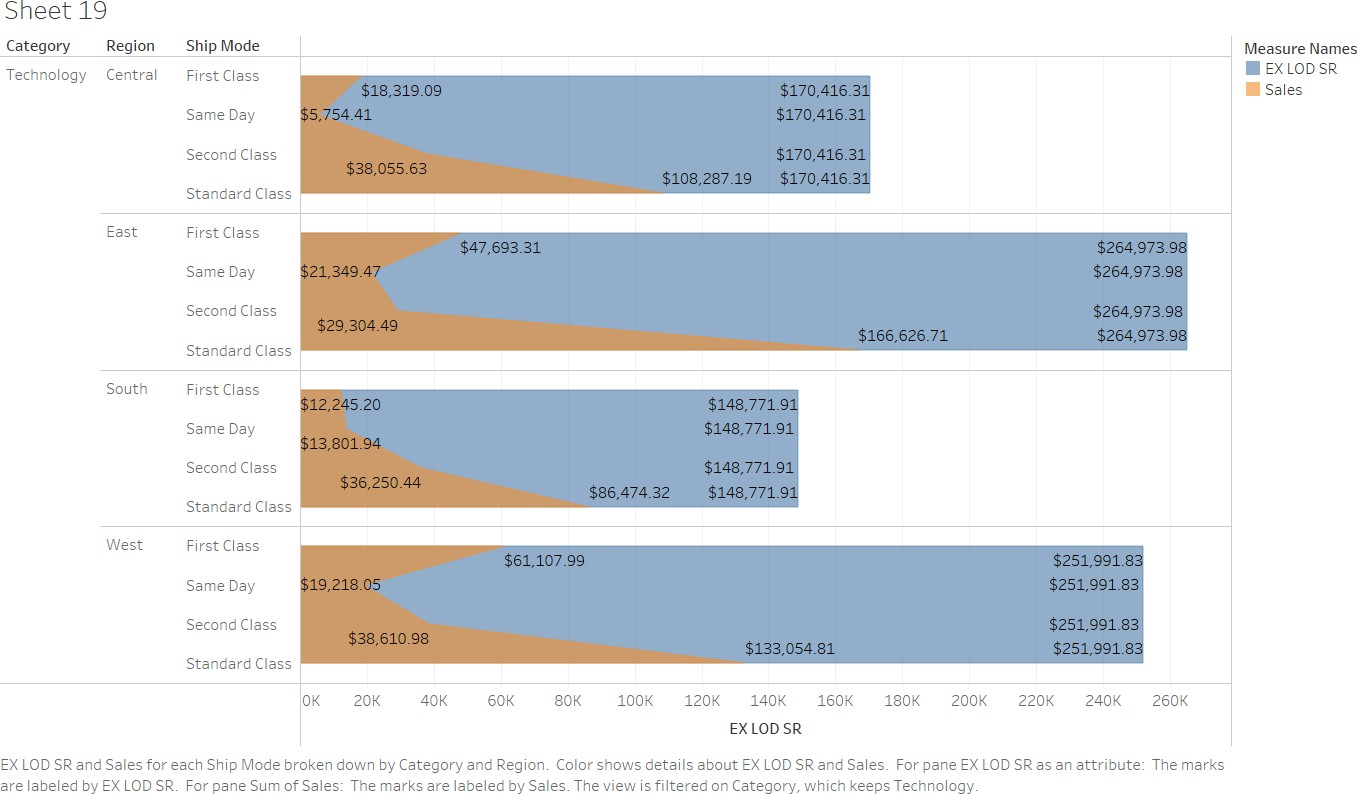 Sheet 19
Category Region Ship Mode
Measure Names
EX LOD SR
Sales
Technology Central First Class
$18,319.09 $170,416.31
Same Day $5,754.41 $170,416.31
Second Class $170,416.31
$38,055.63
$108,287.19 $170,416.31
Standard Class
East First Class
$47,693.31 $264,973.98
Same Day $21,349.47 $264,973.98
Second Class $264,973.98
$29,304.49
$166,626.71 $264,973.98
Standard Class
South First Class
$12,245.20 $148,771.91
Same Day $148,771.91
$13,801.94
Second Class $148,771.91
$36,250.44
$86,474.32 $148,771.91
Standard Class
West First Class
$61,107.99 $251,991.83
Same Day $19,218.05 $251,991.83
Second Class $251,991.83
$38,610.98
$133,054.81 $251,991.83
Standard Class
0K 20K 40K 60K 80K 100K 120K 140K 160K 180K 200K 220K 240K 260K
EX LOD SR
EX LOD SR and Sales for each Ship Mode broken down by Category and Region. Color shows details about EX LOD SR and Sales. For pane EX LOD SR as an attribute: The marks
are labeled by EX LOD SR. For pane Sum of Sales: The marks are labeled by Sales. The view is filtered on Category, which keeps Technology.